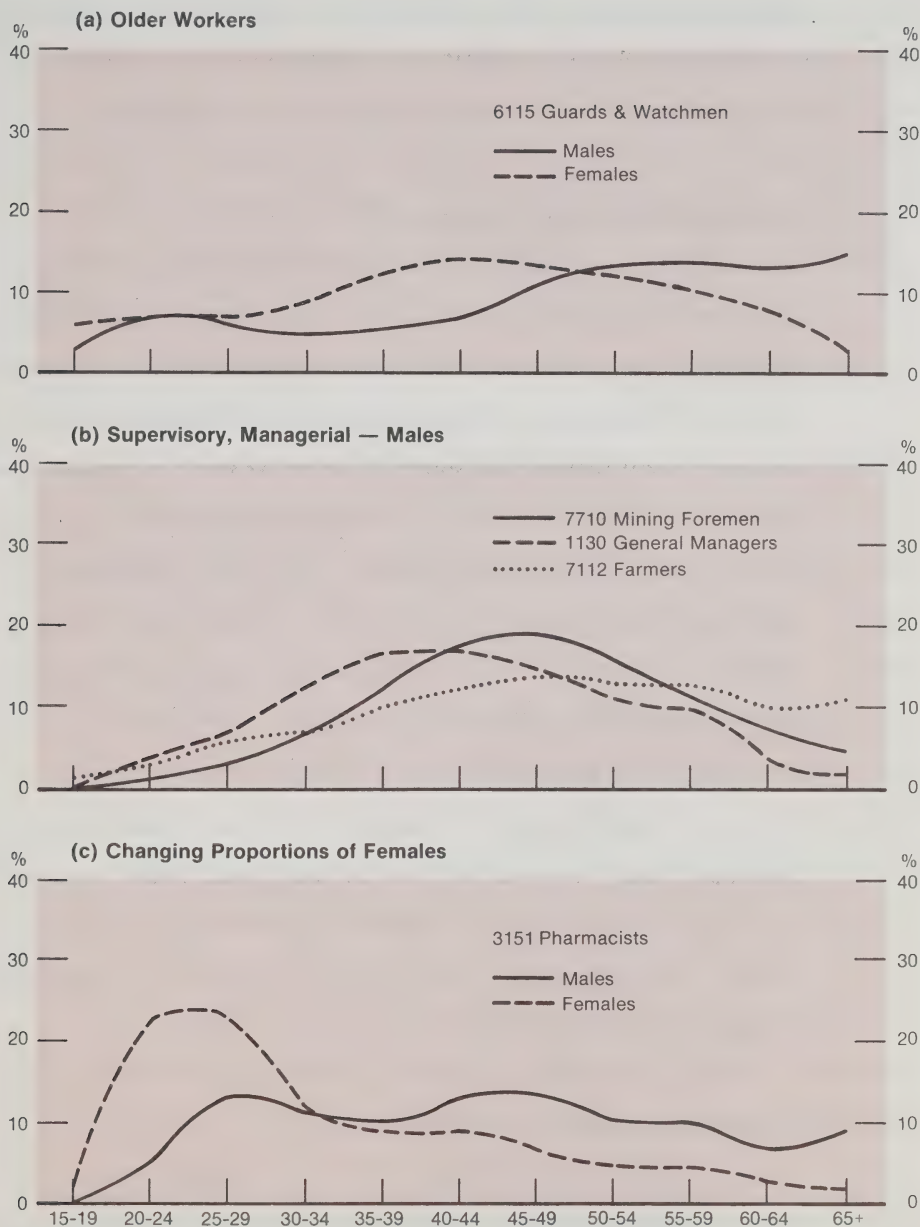 (a) Older Workers
%
%
40
40
30
30
20
20
10
10
0
0
6115 Guards & Watchmen
Males
Females
(b) Supervisory, Managerial — Males
%
%
40
40
30
30
20
20
10
10
0
0
7710 Mining Foremen
1130 General Managers
7112 Farmers
(c) Changing Proportions of Females
%
%
40
40
30
30
20
20
10
10
0
0
3151 Pharmacists
Males
Females
15-19 20-24 25-29 30-34 35-39 40-44 45-49 50-54 55-59 60-64 65+